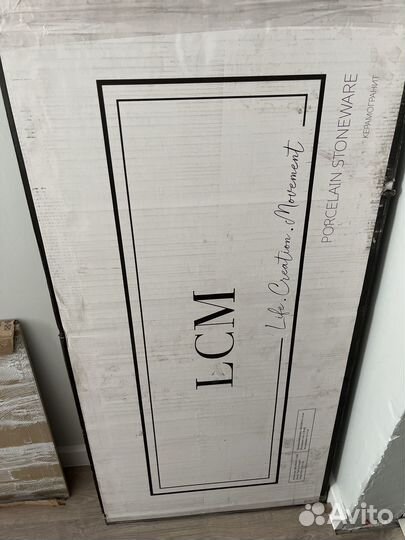 LCM
Life . Creation . Movement
PORCELAIN STONEWARE
КЕРАМОГРАНИТ
Avito